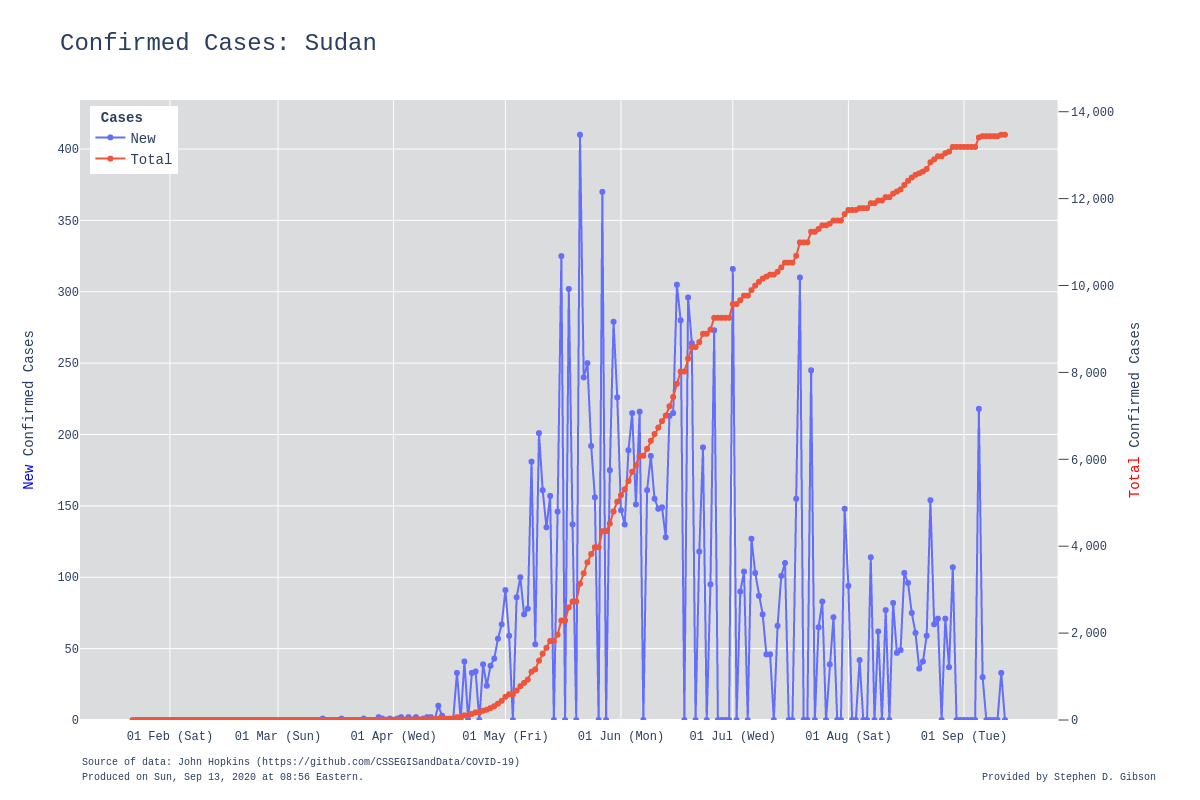 Confirmed Cases: Sudan
Cases
New
Total
400
350
300
250
200
150
100
50
0
14,000
12,000
10,000
8,000
6,000
4,000
2,000
0
New Confirmed Cases
Total Confirmed Cases
01 Feb (Sat) 01 Mar (Sun) 01 Apr (Wed) 01 May (Fri) 01 Jun (Mon) 01 Jul (Wed) 01 Aug (Sat) 01 Sep (Tue)
Source of data: John Hopkins (https://github.com/CSSEGISandData/COVID-19)
Produced on Sun, Sep 13, 2020 at 08:56 Eastern.
Provided by Stephen D. Gibson